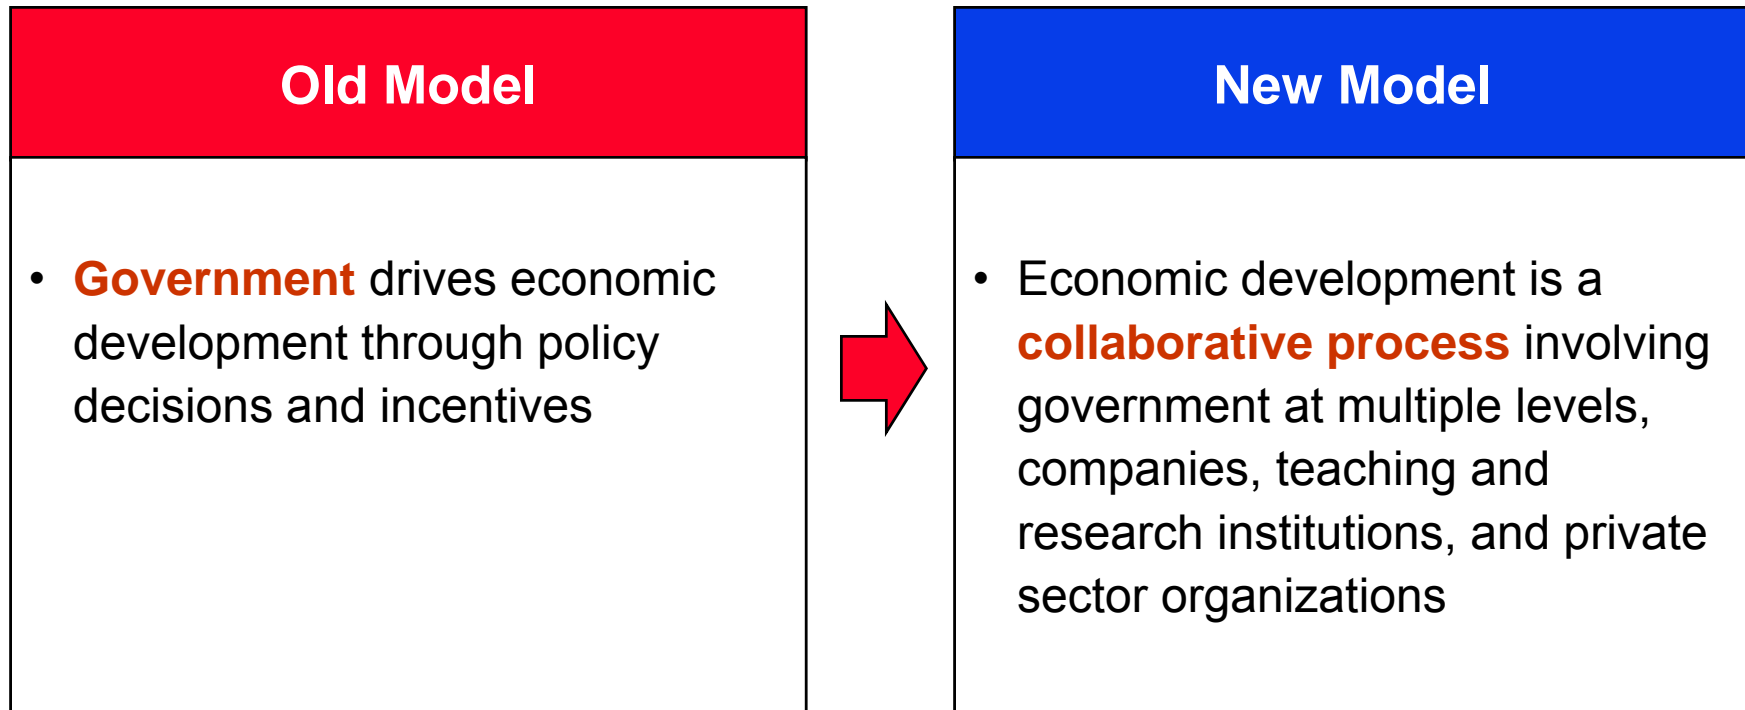 Old Model
• Government drives economic
development through policy
decisions and incentives
New Model
• Economic development is a
collaborative process involving
government at multiple levels,
companies, teaching and
research institutions, and private
sector organizations